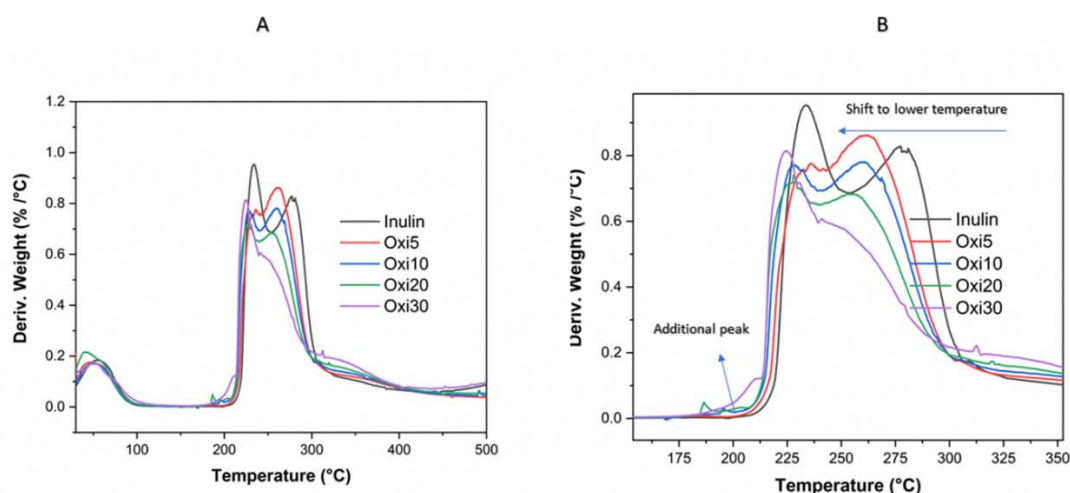 A
B
1.2
1.0
0.8
0.6
0.4
0.2
0.0
Deriv. Weight (% /°C)
100
200
300
400
500
Temperature (°C)
Inulin
Oxi5
Oxi10
Oxi20
Oxi30
0.8
0.6
0.4
0.2
0.0
Deriv. Weight (% /°C)
175
200
225
250
275
300
325
350
Temperature (°C)
Shift to lower temperature
Additional peak
Inulin
Oxi5
Oxi10
Oxi20
Oxi30